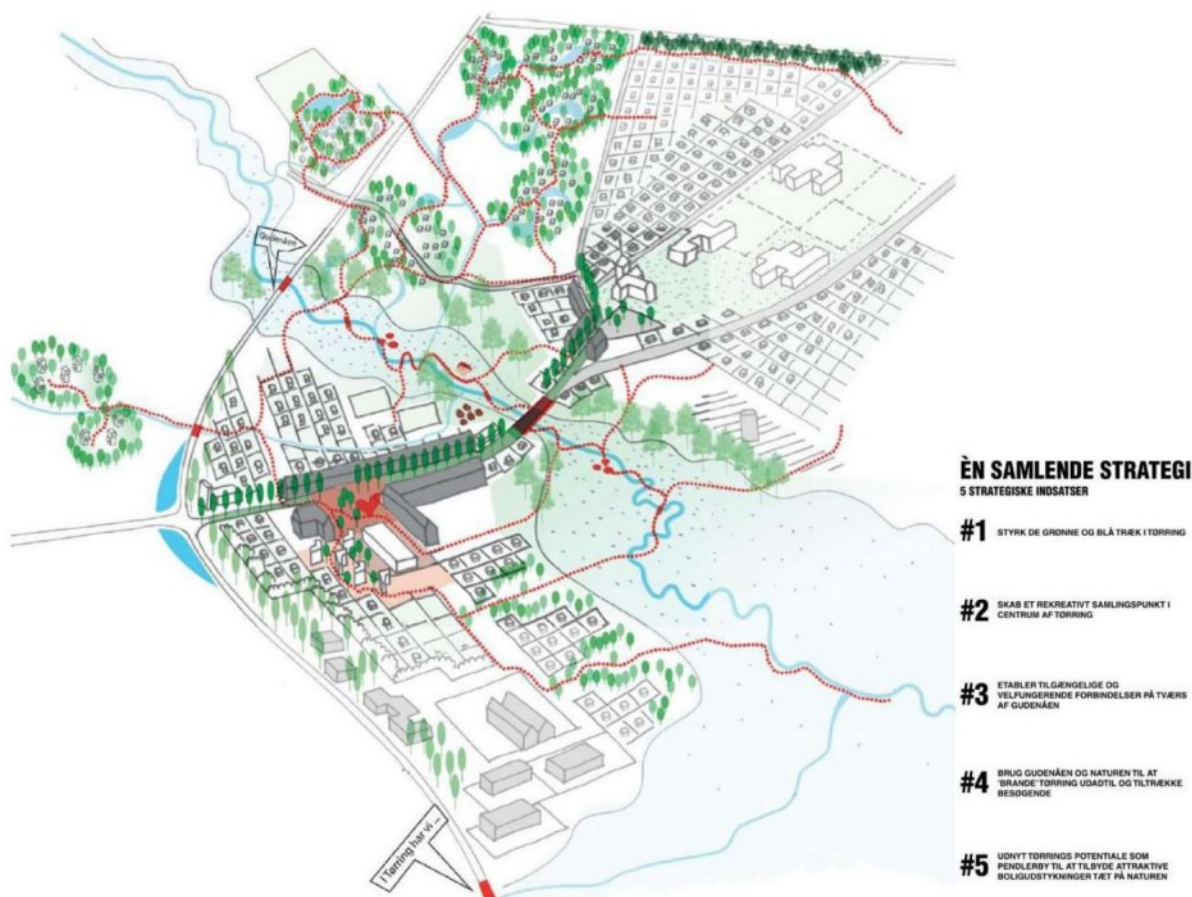 Gudenåen
I Tørring har vi ...
ÈN SAMLENDE STRATEGI
5 STRATEGISKE INDSATSER
#1 STYRK DE GRØNNE OG BLÅ TRÆK I TØRRING
#2 SKAB ET REKREATIVT SAMLINGSPUNKT I
CENTRUM AF TØRRING
#3 ETABLER TILGÆNGELIGE OG
VELFUNGERENDE FORBINDELSER PÅ TVÆRS
AF GUDENÅEN
#4 BRUG GUDENÅEN OG NATUREN TIL AT
'BRANDE' TØRRING UDADTIL OG TILTRÆKKE
BESØGENDE
#5 UDNYT TØRRINGS POTENTIALE SOM
PENDLERBY TIL AT TILBYDE ATTRAKTIVE
BOLIGUDSTYKNINGER TÆT PÅ NATUREN